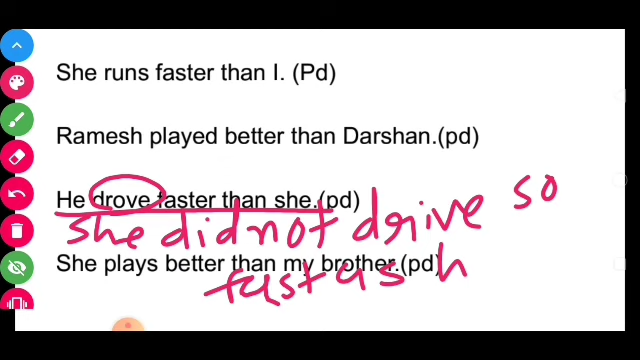 She runs faster than I. (Pd)
Ramesh played better than Darshan.(pd)
He drove faster than she.(pd)
she did not drive so
She plays better than my brother.(pd)
fast as h